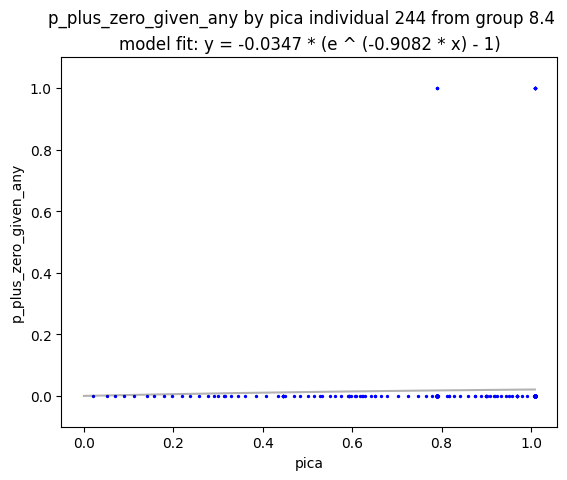 p_plus_zero_given_any by pica individual 244 from group 8.4
model fit: y = -0.0347 * (e ^ (-0.9082 * x) - 1)
1.0
0.8
0.6
0.4
0.2
0.0
p_plus_zero_given_any
0.0 0.2 0.4 0.6 0.8 1.0
pica